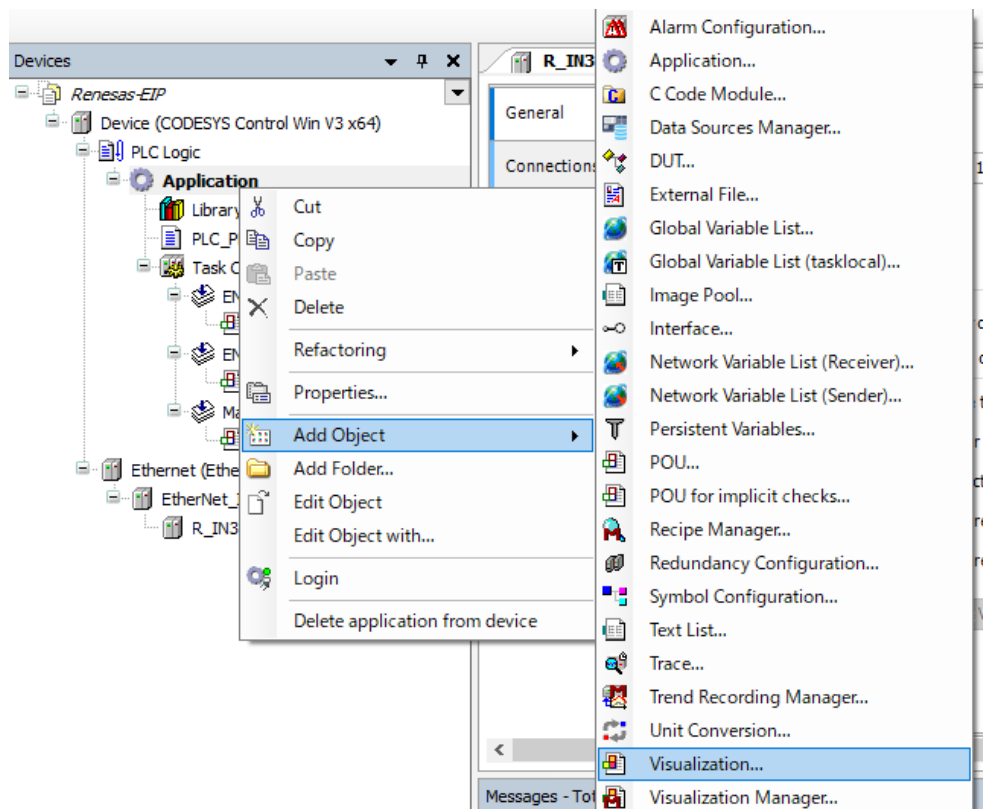 Devices
Renesas-EIP
Device (CODESYS Control Win V3 x64)
PLC Logic
Application
Library
PLC_P
Task C
EN
EN
Ma
Ethernet (Ethe
EtherNet_I
R_IN3
Cut
Copy
Paste
Delete
Refactoring
Properties...
Add Object
Add Folder...
Edit Object
Edit Object with...
Login
Delete application from device
R_IN3
General
Connections
Messages - Tot
Alarm Configuration...
Application...
C Code Module...
Data Sources Manager...
DUT...
External File...
Global Variable List...
Global Variable List (tasklocal)...
Image Pool...
Interface...
Network Variable List (Receiver)...
Network Variable List (Sender)...
Persistent Variables...
POU...
POU for implicit checks...
Recipe Manager...
Redundancy Configuration...
Symbol Configuration...
Text List...
Trace...
Trend Recording Manager...
Unit Conversion...
Visualization...
Visualization Manager...